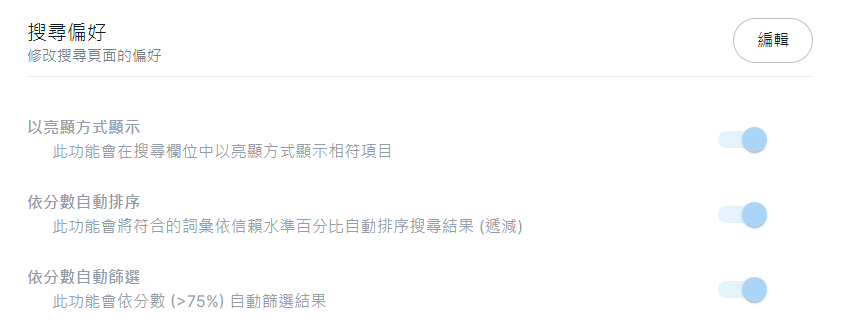 搜尋偏好
修改搜尋頁面的偏好
編輯
以亮顯方式顯示
此功能會在搜尋欄位中以亮顯方式顯示相符項目
依分數自動排序
此功能會將符合的詞彙依信賴水準百分比自動排序搜尋結果 (遞減)
依分數自動篩選
此功能會依分數 (>75%) 自動篩選結果